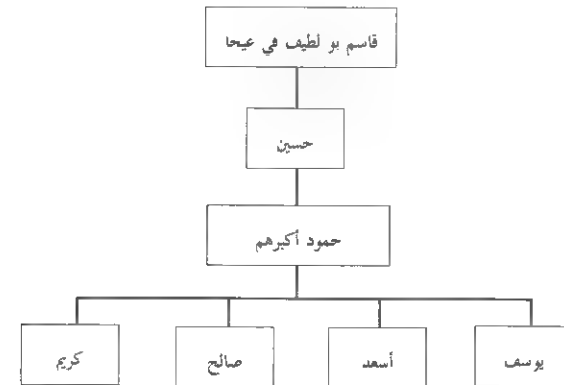 قاسم بو لطيف في عيحا
حسين
حمود أكبرهم
يوسف
أسعد
صالح
كريم